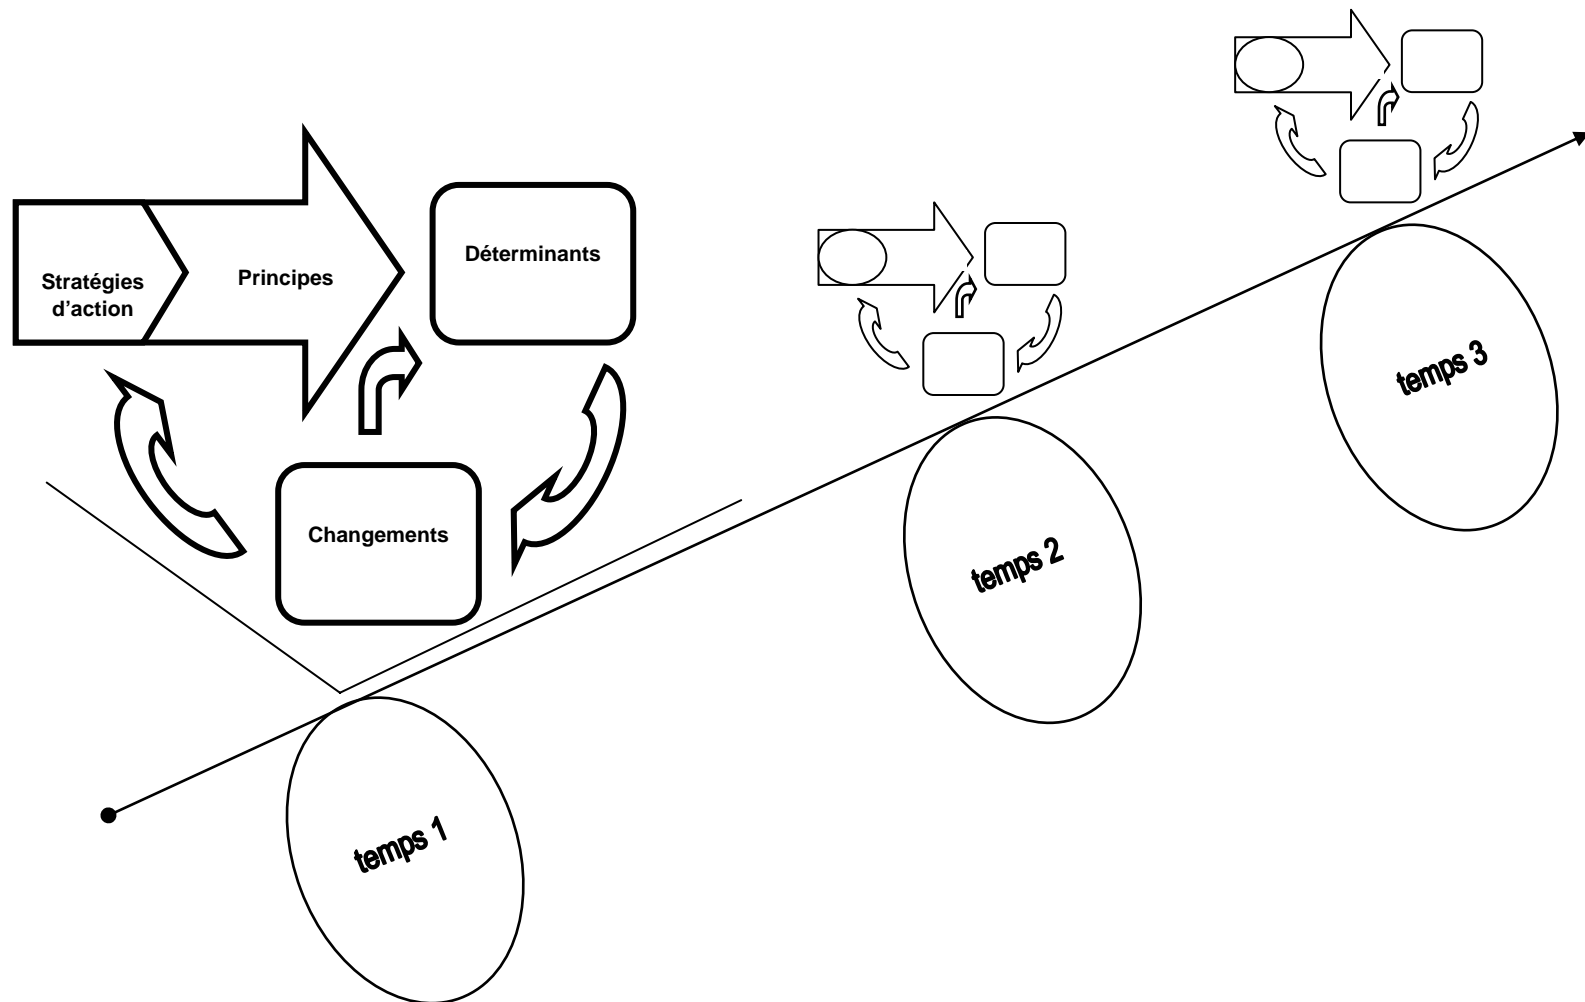 Stratégies
d’action
Principes
Déterminants
Changements
temps 1
temps 2
temps 3